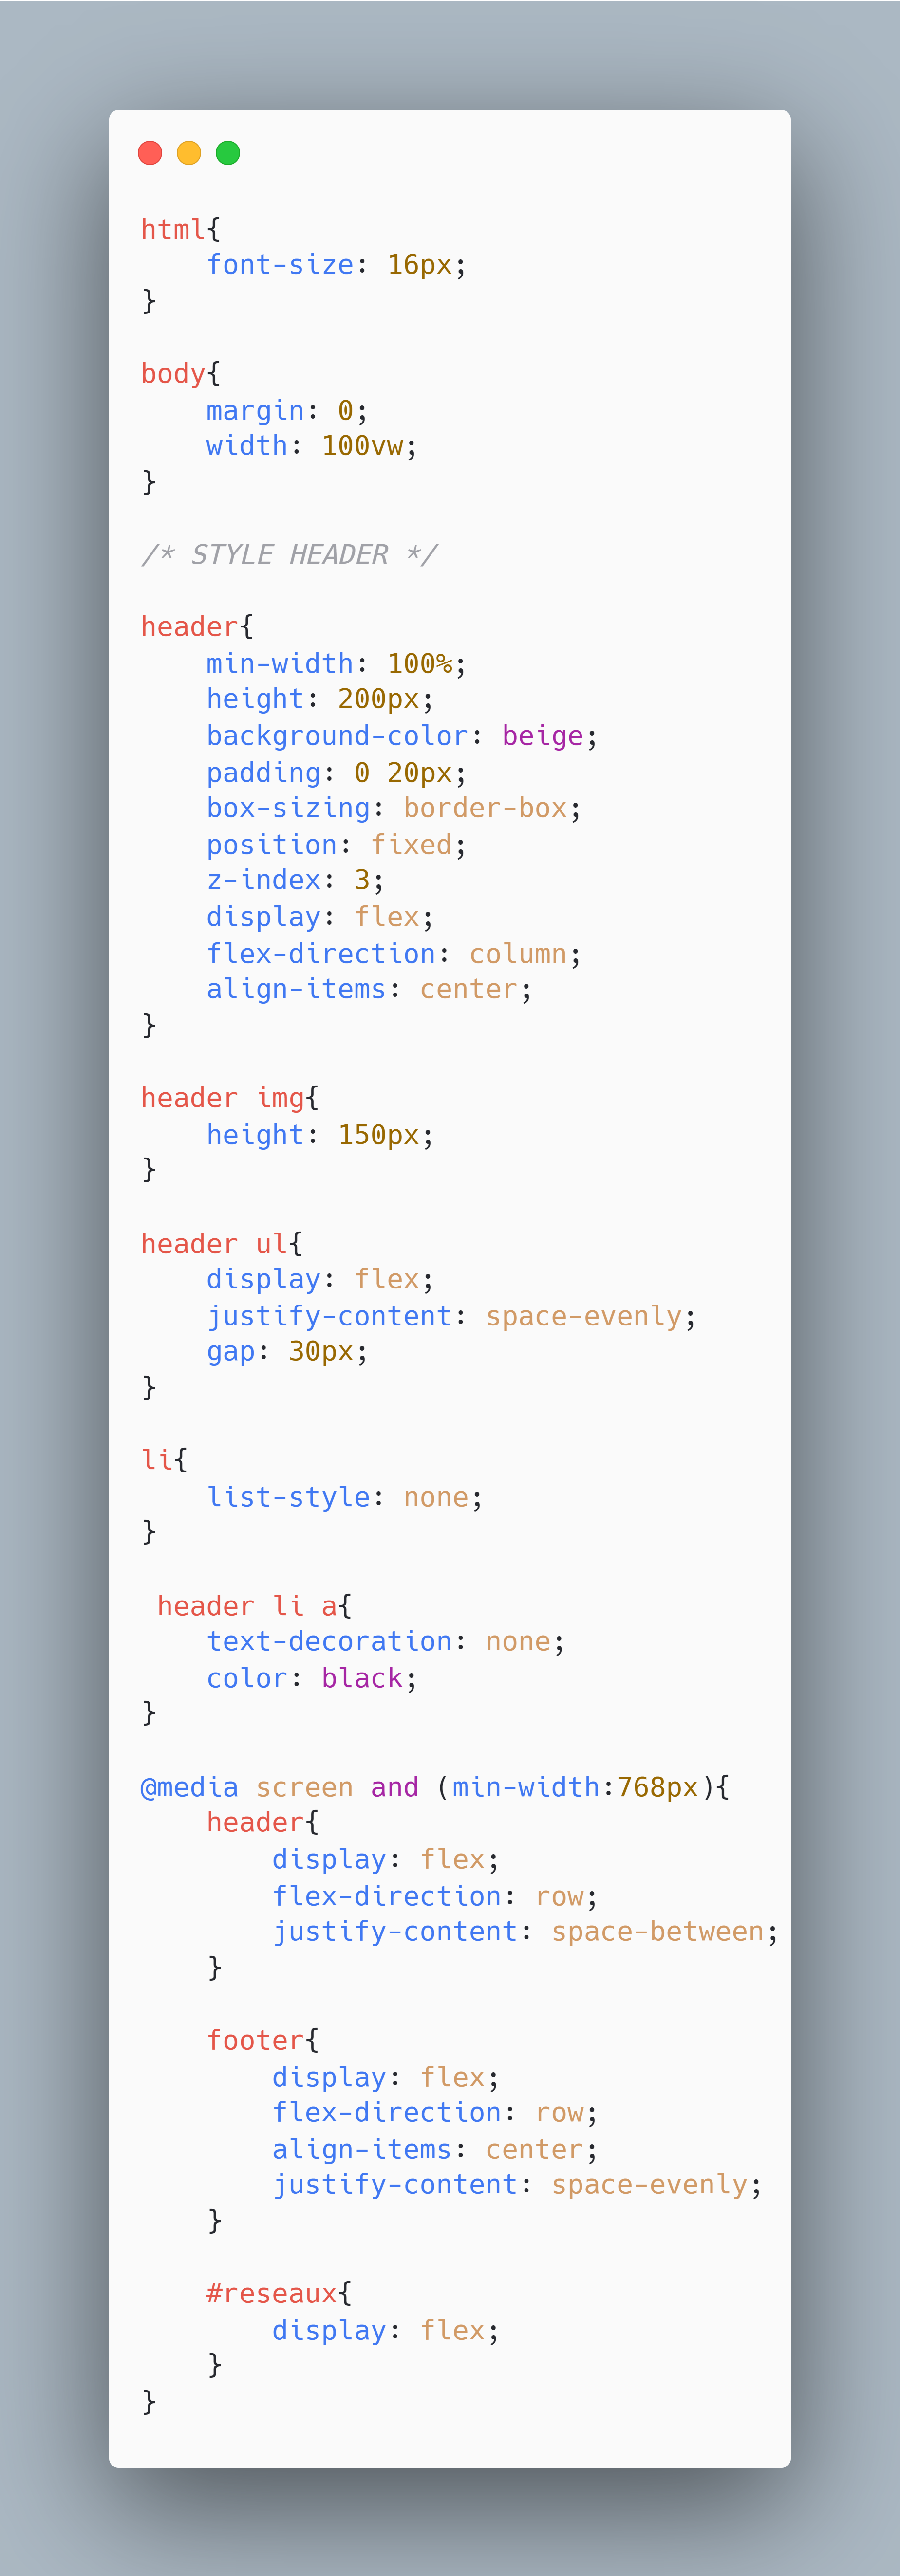 html{
    font-size: 16px;
}

body{
    margin: 0;
    width: 100vw;
}

/* STYLE HEADER */

header{
    min-width: 100%;
    height: 200px;
    background-color: beige;
    padding: 0 20px;
    box-sizing: border-box;
    position: fixed;
    z-index: 3;
    display: flex;
    flex-direction: column;
    align-items: center;
}

header img{
    height: 150px;
}

header ul{
    display: flex;
    justify-content: space-evenly;
    gap: 30px;
}

li{
    list-style: none;
}

 header li a{
    text-decoration: none;
    color: black;
}

@media screen and (min-width:768px){
    header{
        display: flex;
        flex-direction: row;
        justify-content: space-between;
    }

    footer{
        display: flex;
        flex-direction: row;
        align-items: center;
        justify-content: space-evenly;
    }

    #reseaux{
        display: flex;
    }
}